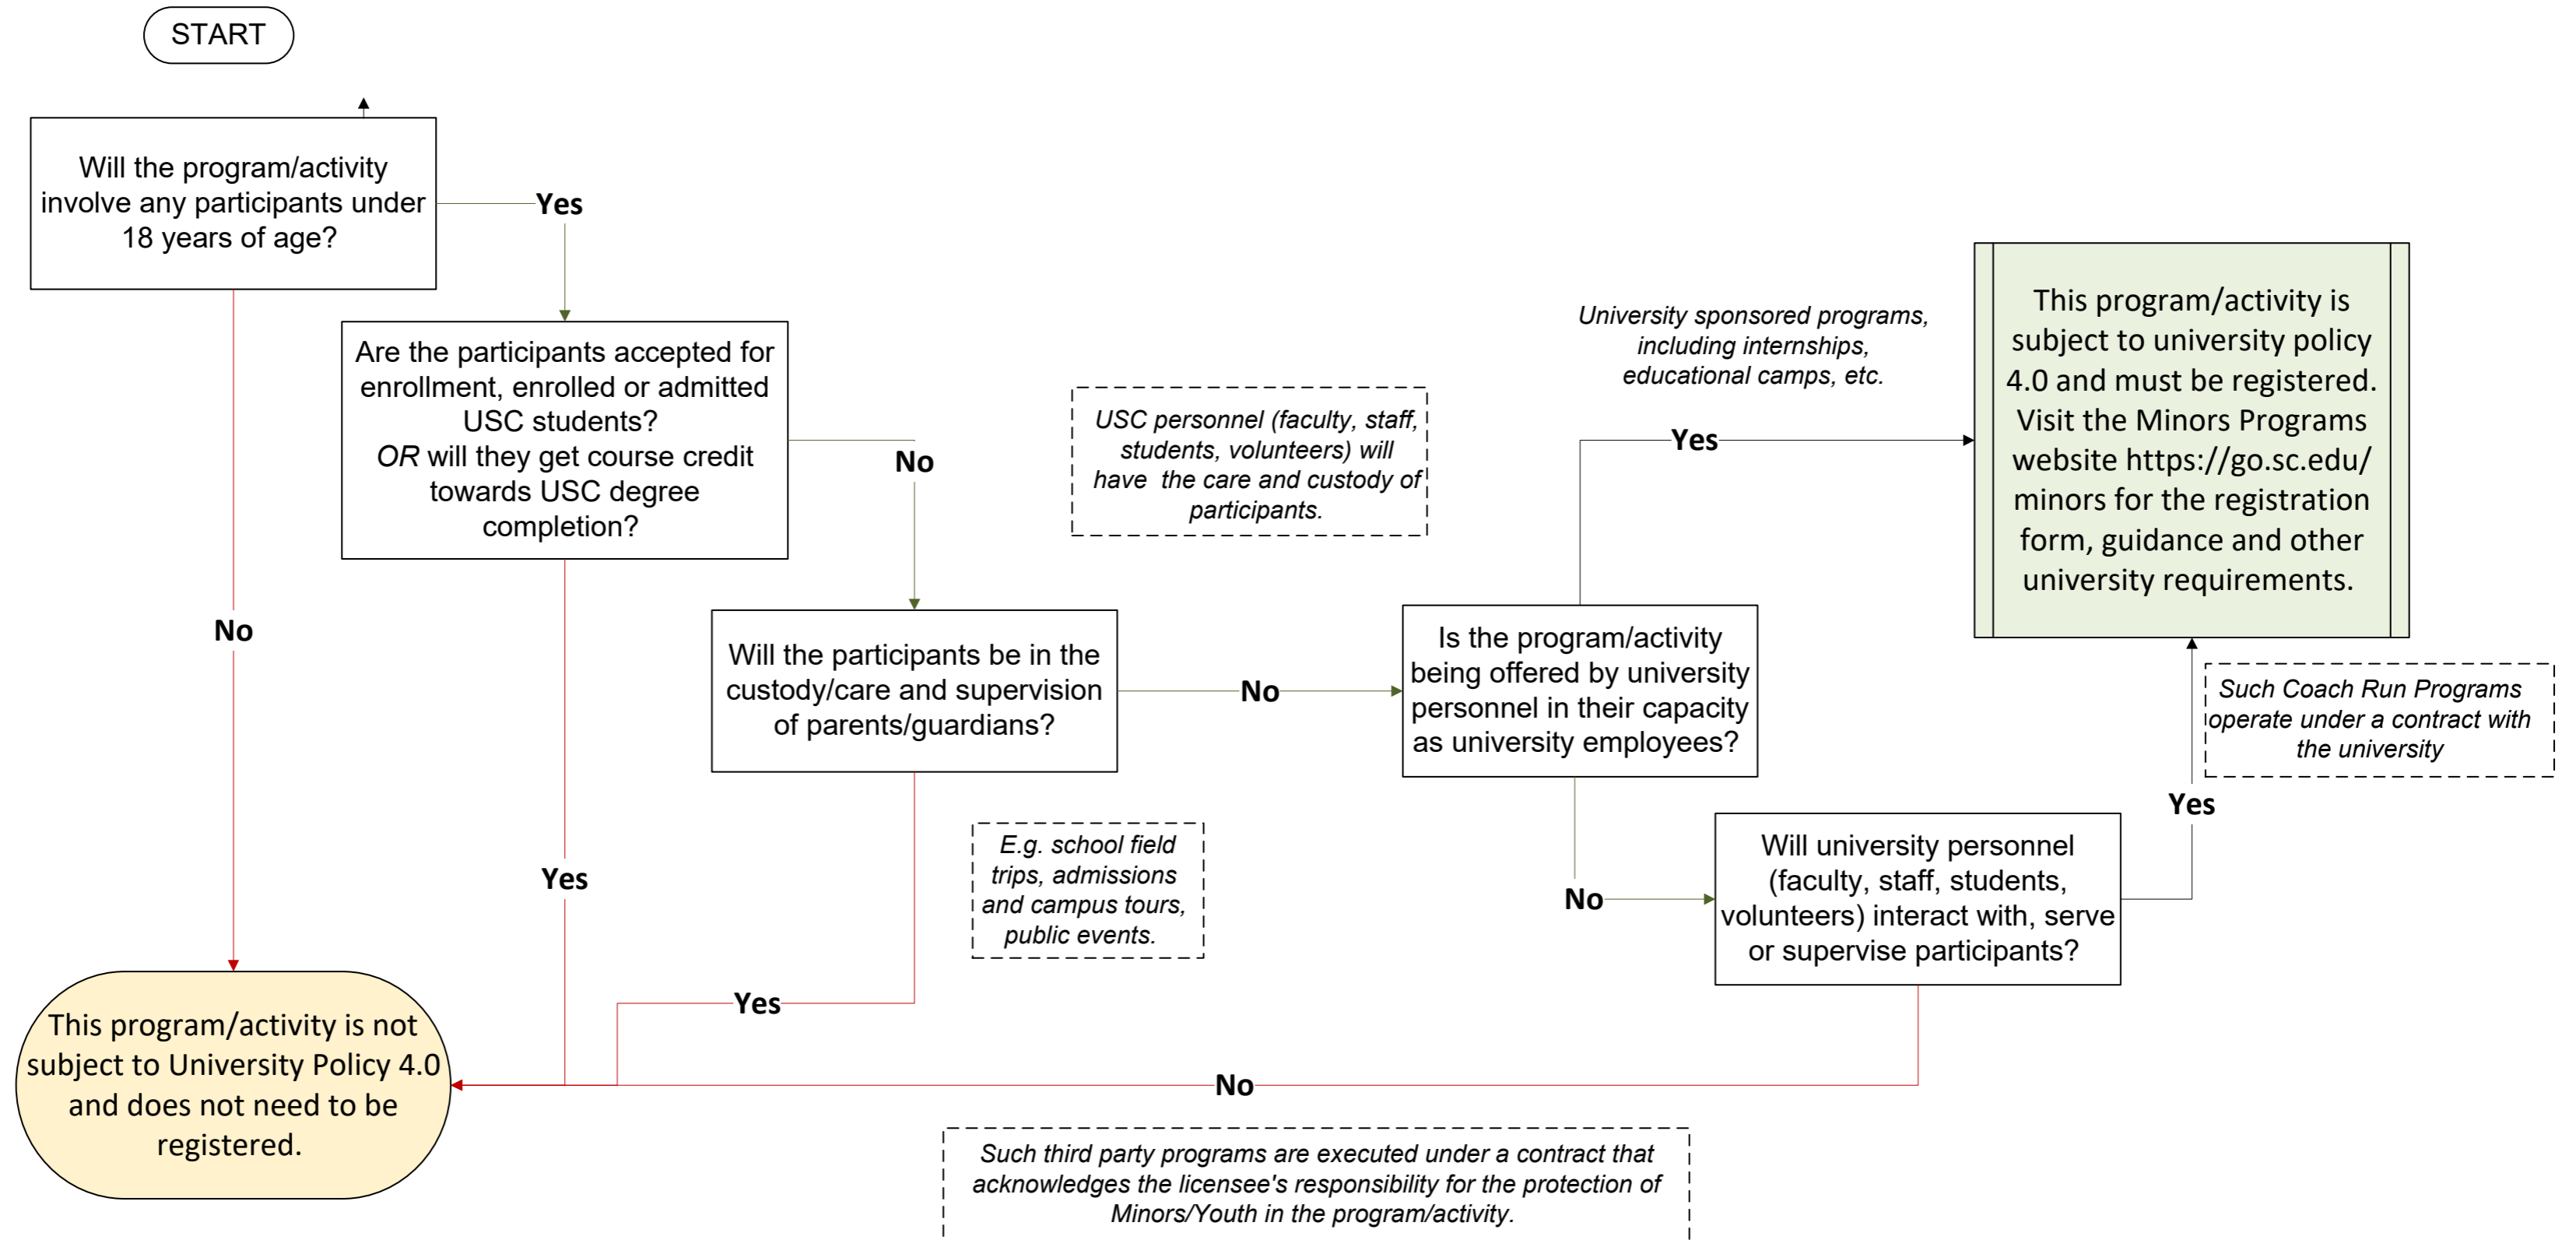 START
Will the program/activity
involve any participants under
18 years of age?
Yes
No
Are the participants accepted for
enrollment, enrolled or admitted
USC students?
OR will they get course credit
towards USC degree
completion?
No
Yes
USC personnel (faculty, staff,
students, volunteers) will
have  the care and custody of
participants.
Will the participants be in the
custody/care and supervision
of parents/guardians?
No
Yes
E.g. school field
trips, admissions
and campus tours,
public events.
Is the program/activity
being offered by university
personnel in their capacity
as university employees?
Yes
University sponsored programs,
including internships,
educational camps, etc.
No
Will university personnel
(faculty, staff, students,
volunteers) interact with, serve
or supervise participants?
Yes
Such Coach Run Programs
operate under a contract with
the university
No
This program/activity is
subject to university policy
4.0 and must be registered.
Visit the Minors Programs
website https://go.sc.edu/
minors for the registration
form, guidance and other
university requirements.
This program/activity is not
subject to University Policy 4.0
and does not need to be
registered.
Such third party programs are executed under a contract that
acknowledges the licensee's responsibility for the protection of
Minors/Youth in the program/activity.